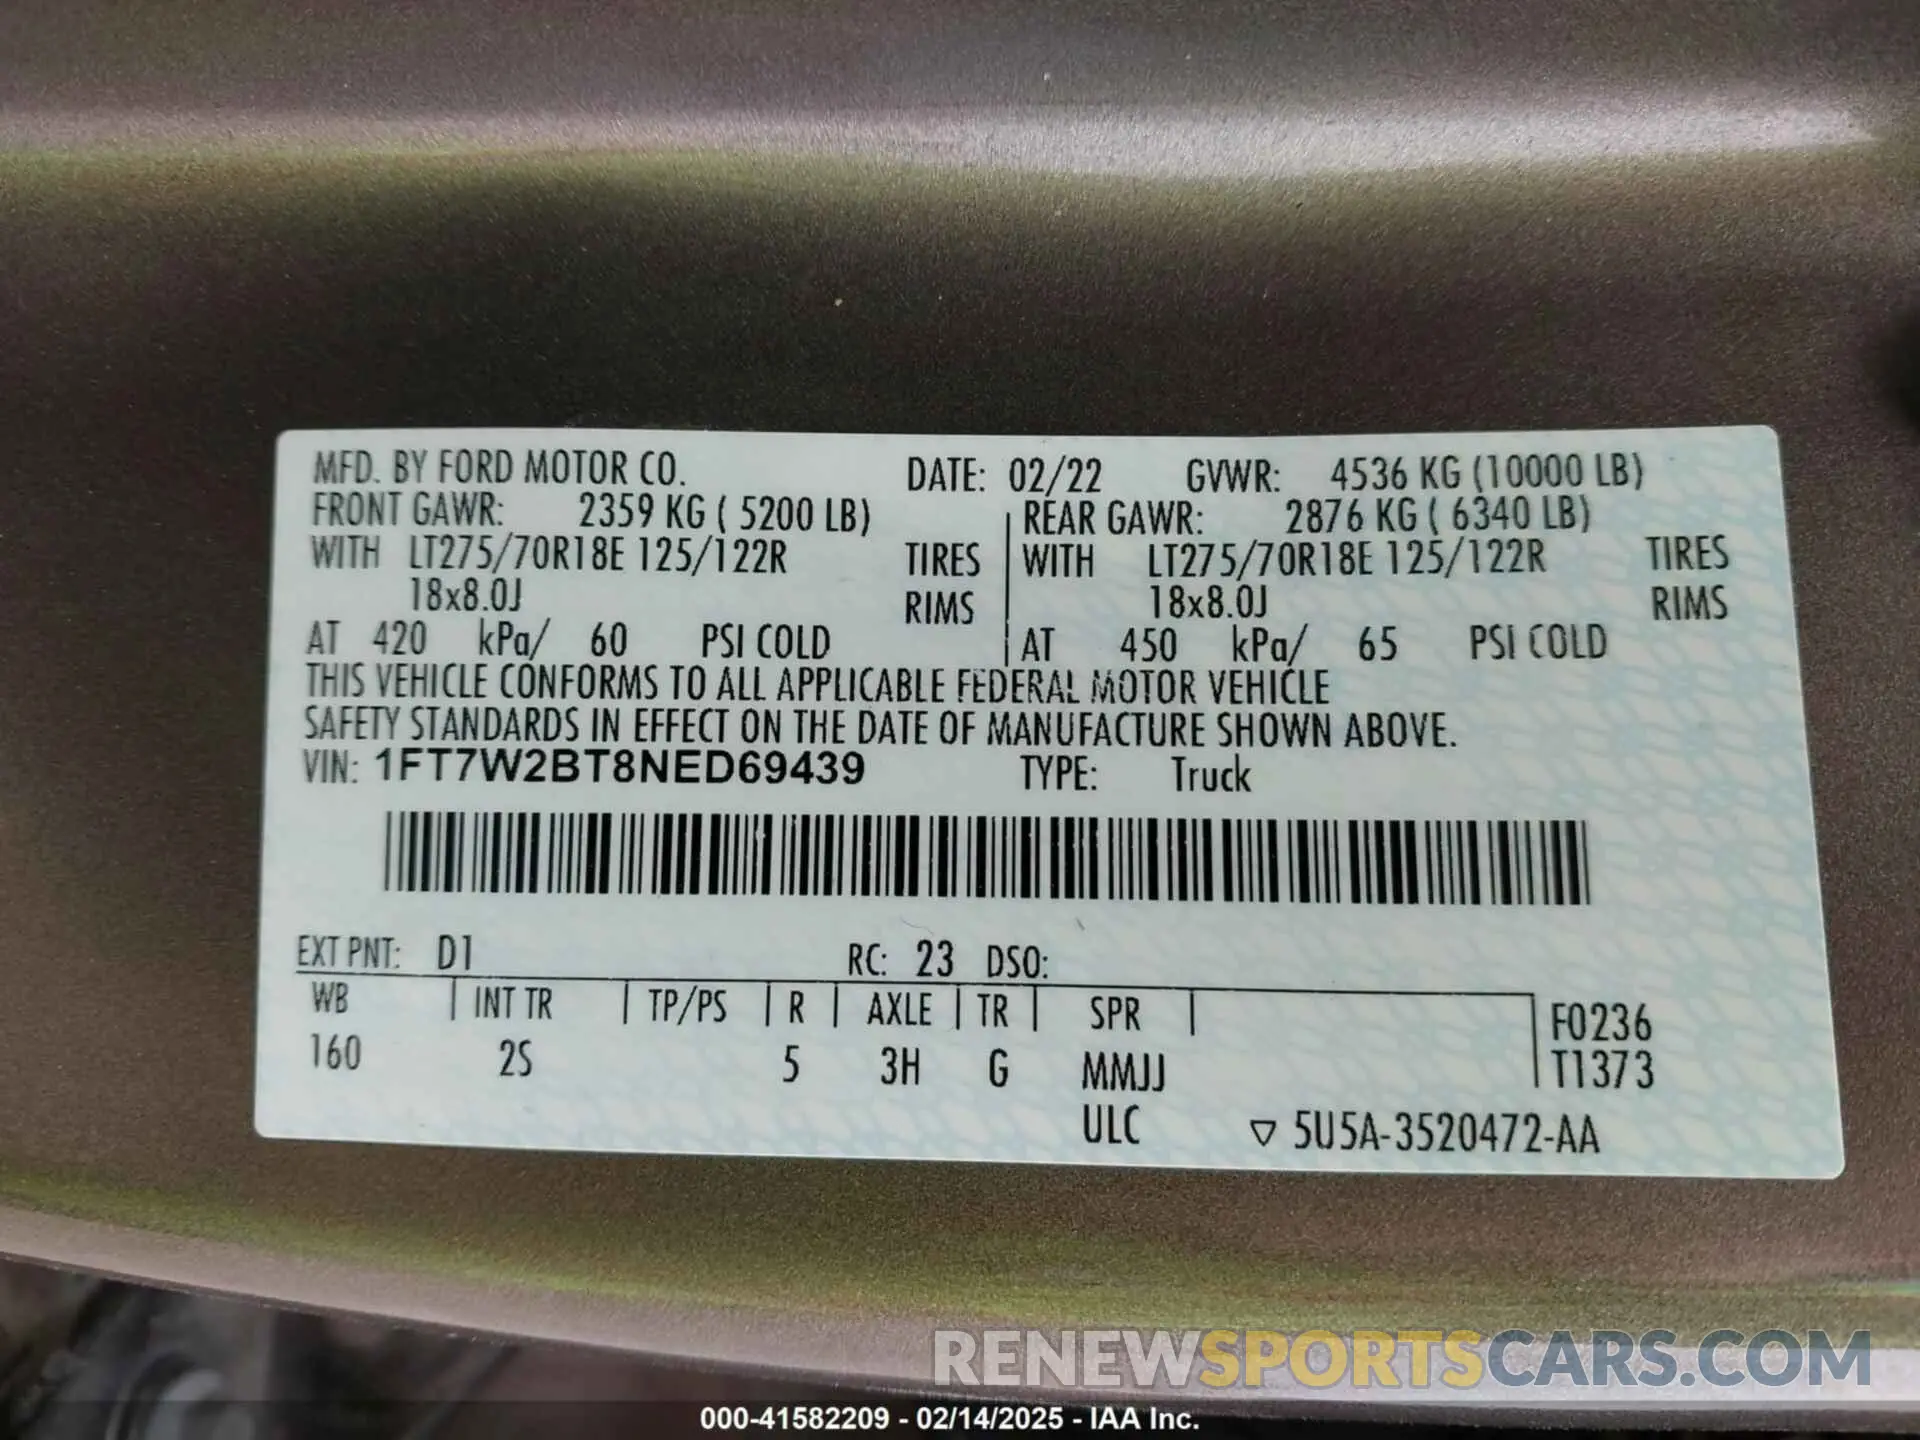 MFD. BY FORD MOTOR CO. DATE: 02/22 GVWR: 4536 KG (10000 LB)
FRONT GAWR: 2359 KG ( 5200 LB) REAR GAWR: 2876 KG ( 6340 LB)
WITH LT275/70R18E 125/122R TIRES WITH LT275/70R18E 125/122R TIRES
18x8.0J RIMS 18x8.0J RIMS
AT 420 kPa/ 60 PSI COLD AT 450 kPa/ 65 PSI COLD
THIS VEHICLE CONFORMS TO ALL APPLICABLE FEDERAL MOTOR VEHICLE
SAFETY STANDARDS IN EFFECT ON THE DATE OF MANUFACTURE SHOWN ABOVE.
VIN: 1FT7W2BT8NED69439 TYPE: Truck
EXT PNT: D1 RC: 23 DSO:
WB INT TR TP/PS R AXLE TR SPR F0236
160 2S 5 3H G MMJJ T1373
ULC ▽ 5U5A-3520472-AA
RENEWSPORTSCARS.COM
000-41582209 - 02/14/2025 - IAA Inc.